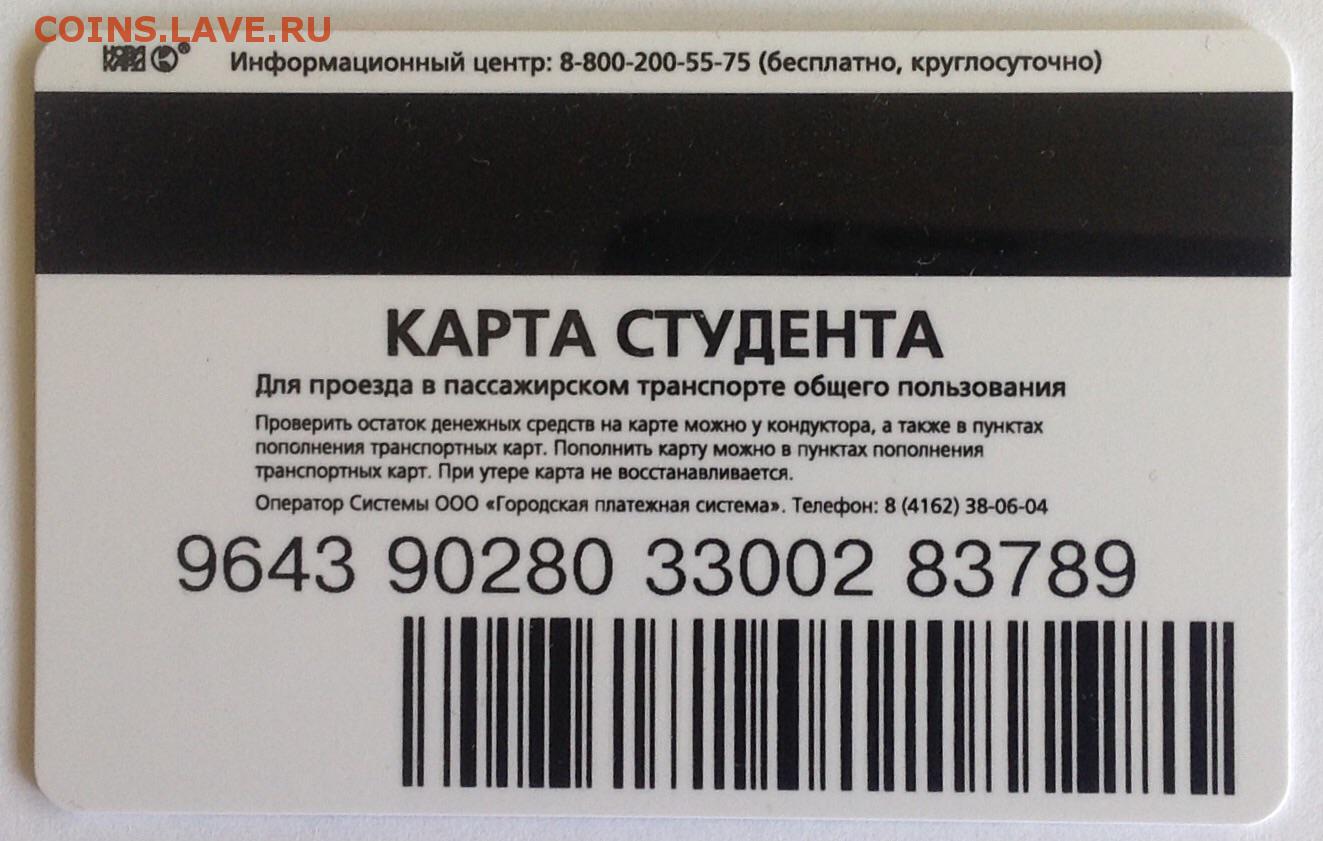 COINS.LAVE.RU
НОВАЯ КАРТА ® Информационный центр: 8-800-200-55-75 (бесплатно, круглосуточно)
КАРТА СТУДЕНТА
Для проезда в пассажирском транспорте общего пользования
Проверить остаток денежных средств на карте можно у кондуктора, а также в пунктах
пополнения транспортных карт. Пополнить карту можно в пунктах пополнения
транспортных карт. При утере карта не восстанавливается.
Оператор Системы ООО «Городская платежная система». Телефон: 8 (4162) 38-06-04
9643 90280 33002 83789